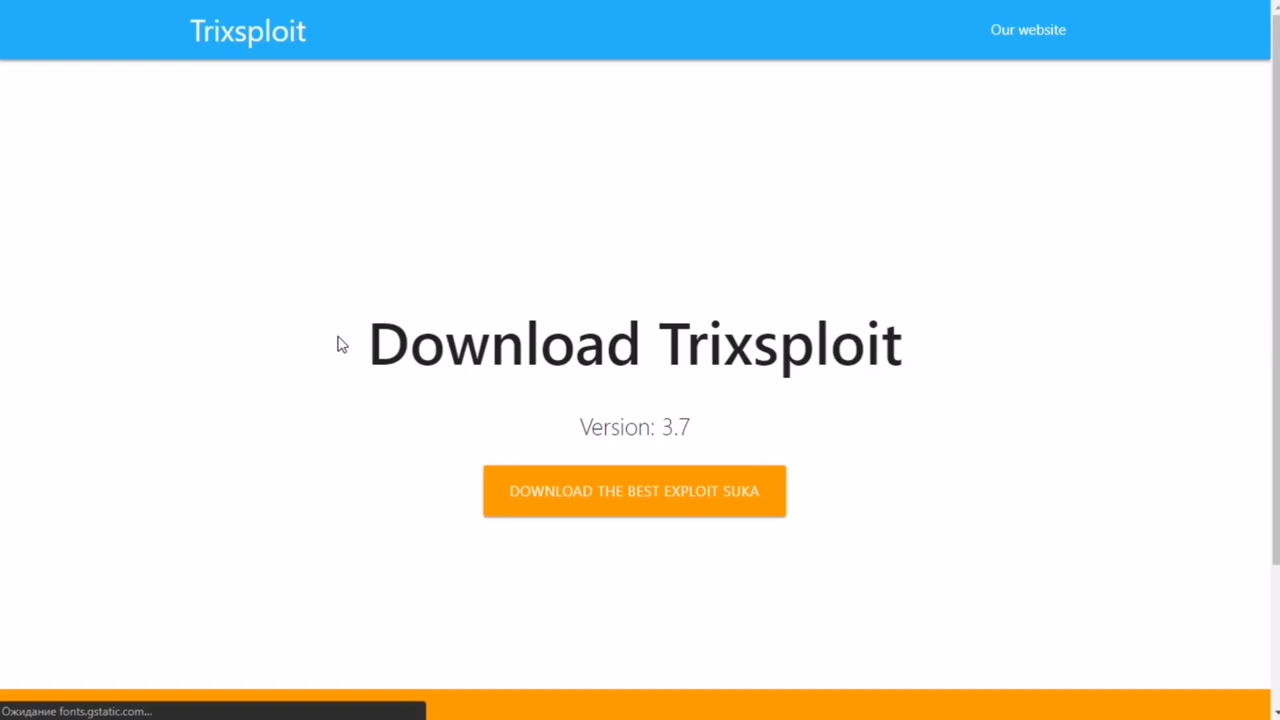 Trixsploit
Our website
Download Trixsploit
Version: 3.7
DOWNLOAD THE BEST EXPLOIT SUKA
Ожидание fonts.gstatic.com...